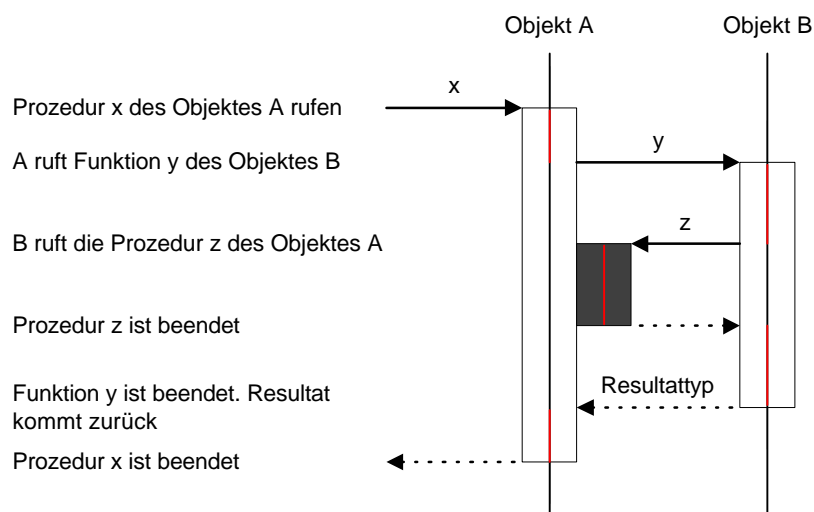 Objekt A
Objekt B
x
Prozedur x des Objektes A rufen
y
A ruft Funktion y des Objektes B
z
B ruft die Prozedur z des Objektes A
Prozedur z ist beendet
Resultattyp
Funktion y ist beendet. Resultat
kommt zurück
Prozedur x ist beendet